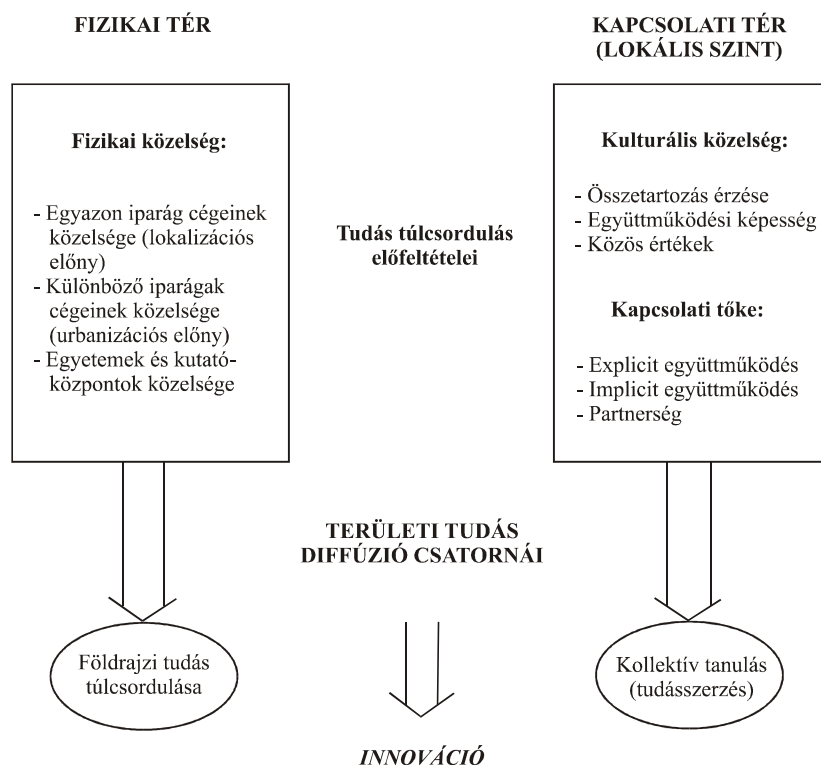 FIZIKAI TÉR
KAPCSOLATI TÉR
(LOKÁLIS SZINT)
Fizikai közelség:
- Egyazon iparág cégeinek
közelsége (lokalizációs
előny)
- Különböző iparágak
cégeinek közelsége
(urbanizációs előny)
- Egyetemek és kutató-
központok közelsége
Tudás túlcsordulás
előfeltételei
Kulturális közelség:
- Összetartozás érzése
- Együttműködési képesség
- Közös értékek
Kapcsolati tőke:
- Explicit együttműködés
- Implicit együttműködés
- Partnerség
TERÜLETI TUDÁS
DIFFÚZIÓ CSATORNÁI
Földrajzi tudás
túlcsordulása
Kollektív tanulás
(tudásszerzés)
INNOVÁCIÓ